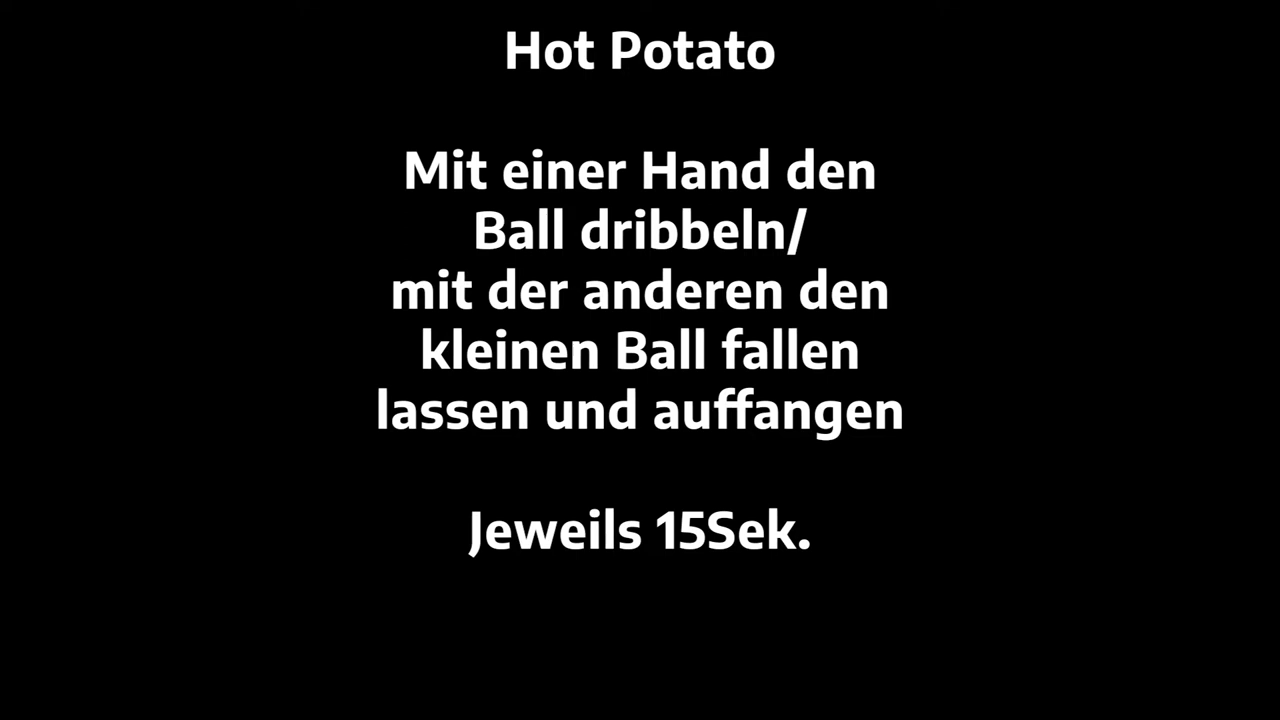 Hot Potato
Mit einer Hand den
Ball dribbeln/
mit der anderen den
kleinen Ball fallen
lassen und auffangen
Jeweils 15Sek.